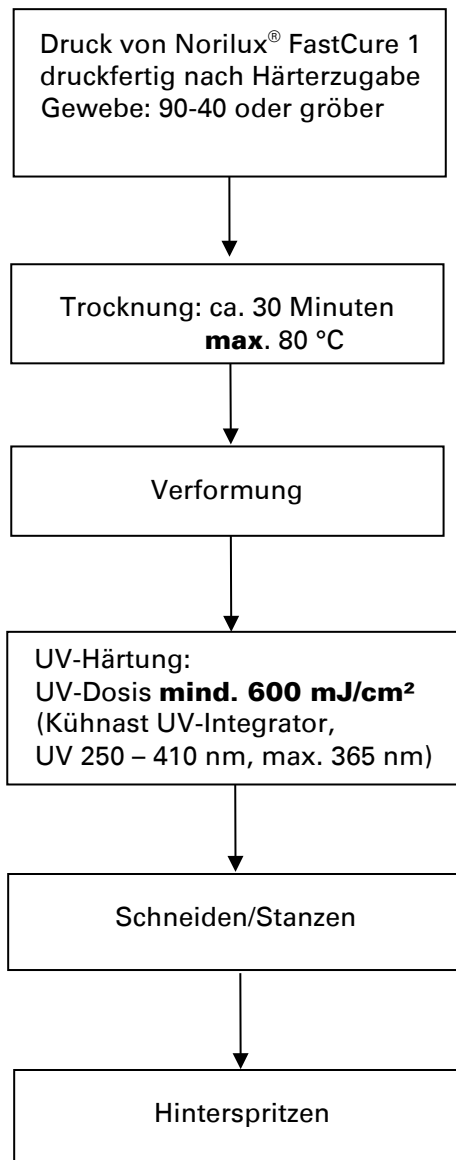 Druck von Norilux® FastCure 1
druckfertig nach Härterzugabe
Gewebe: 90-40 oder gröber
Trocknung: ca. 30 Minuten
max. 80 °C
Verformung
UV-Härtung:
UV-Dosis mind. 600 mJ/cm²
(Kühnast UV-Integrator,
UV 250 – 410 nm, max. 365 nm)
Schneiden/Stanzen
Hinterspritzen